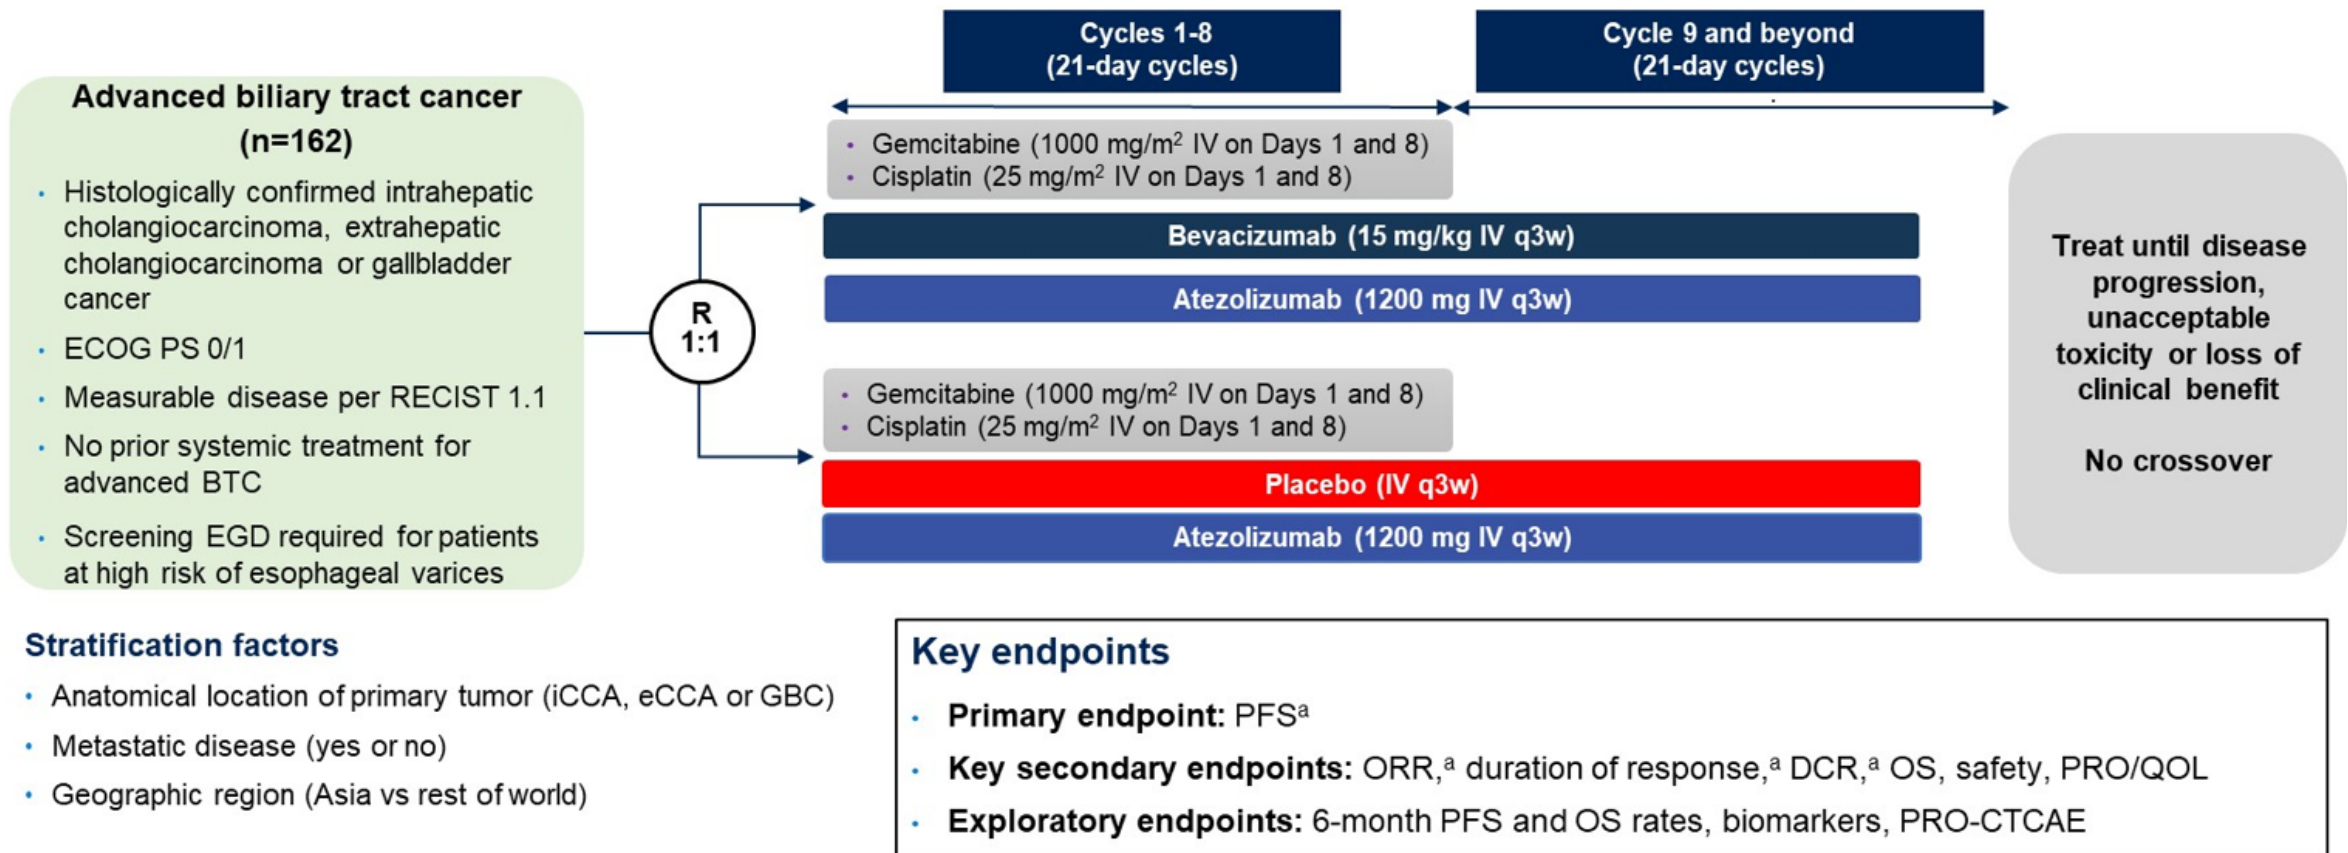 Cycles 1-8
(21-day cycles)
Cycle 9 and beyond
(21-day cycles)
Advanced biliary tract cancer
(n=162)
• Histologically confirmed intrahepatic
cholangiocarcinoma, extrahepatic
cholangiocarcinoma or gallbladder
cancer
• ECOG PS 0/1
• Measurable disease per RECIST 1.1
• No prior systemic treatment for
advanced BTC
• Screening EGD required for patients
at high risk of esophageal varices
R
1:1
• Gemcitabine (1000 mg/m² IV on Days 1 and 8)
• Cisplatin (25 mg/m² IV on Days 1 and 8)
Bevacizumab (15 mg/kg IV q3w)
Atezolizumab (1200 mg IV q3w)
• Gemcitabine (1000 mg/m² IV on Days 1 and 8)
• Cisplatin (25 mg/m² IV on Days 1 and 8)
Placebo (IV q3w)
Atezolizumab (1200 mg IV q3w)
Treat until disease
progression,
unacceptable
toxicity or loss of
clinical benefit
No crossover
Stratification factors
• Anatomical location of primary tumor (iCCA, eCCA or GBC)
• Metastatic disease (yes or no)
• Geographic region (Asia vs rest of world)
Key endpoints
• Primary endpoint: PFSᵃ
• Key secondary endpoints: ORR,ᵃ duration of response,ᵃ DCR,ᵃ OS, safety, PRO/QOL
• Exploratory endpoints: 6-month PFS and OS rates, biomarkers, PRO-CTCAE